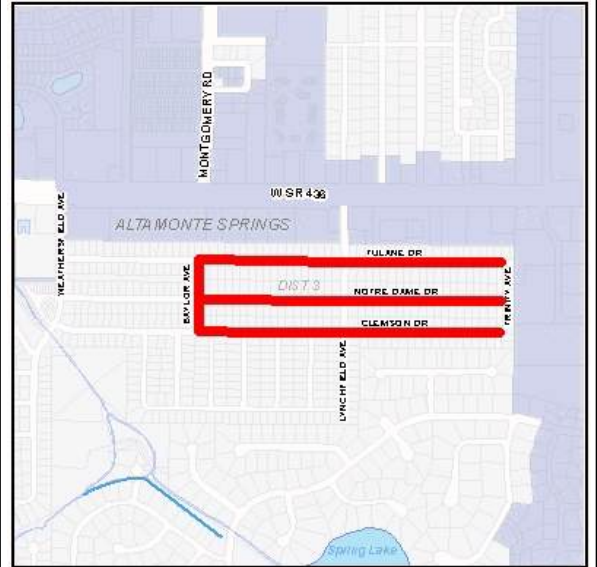 MONTGOMERY RD
W SR 436
WEATHERSFIELD AVE
ALTAMONTE SPRINGS
TULANE DR
BAYLOR AVE
DIST 3
NOTRE DAME DR
TRINITY AVE
CLEMSON DR
LYNCHFIELD AVE
Spring Lake